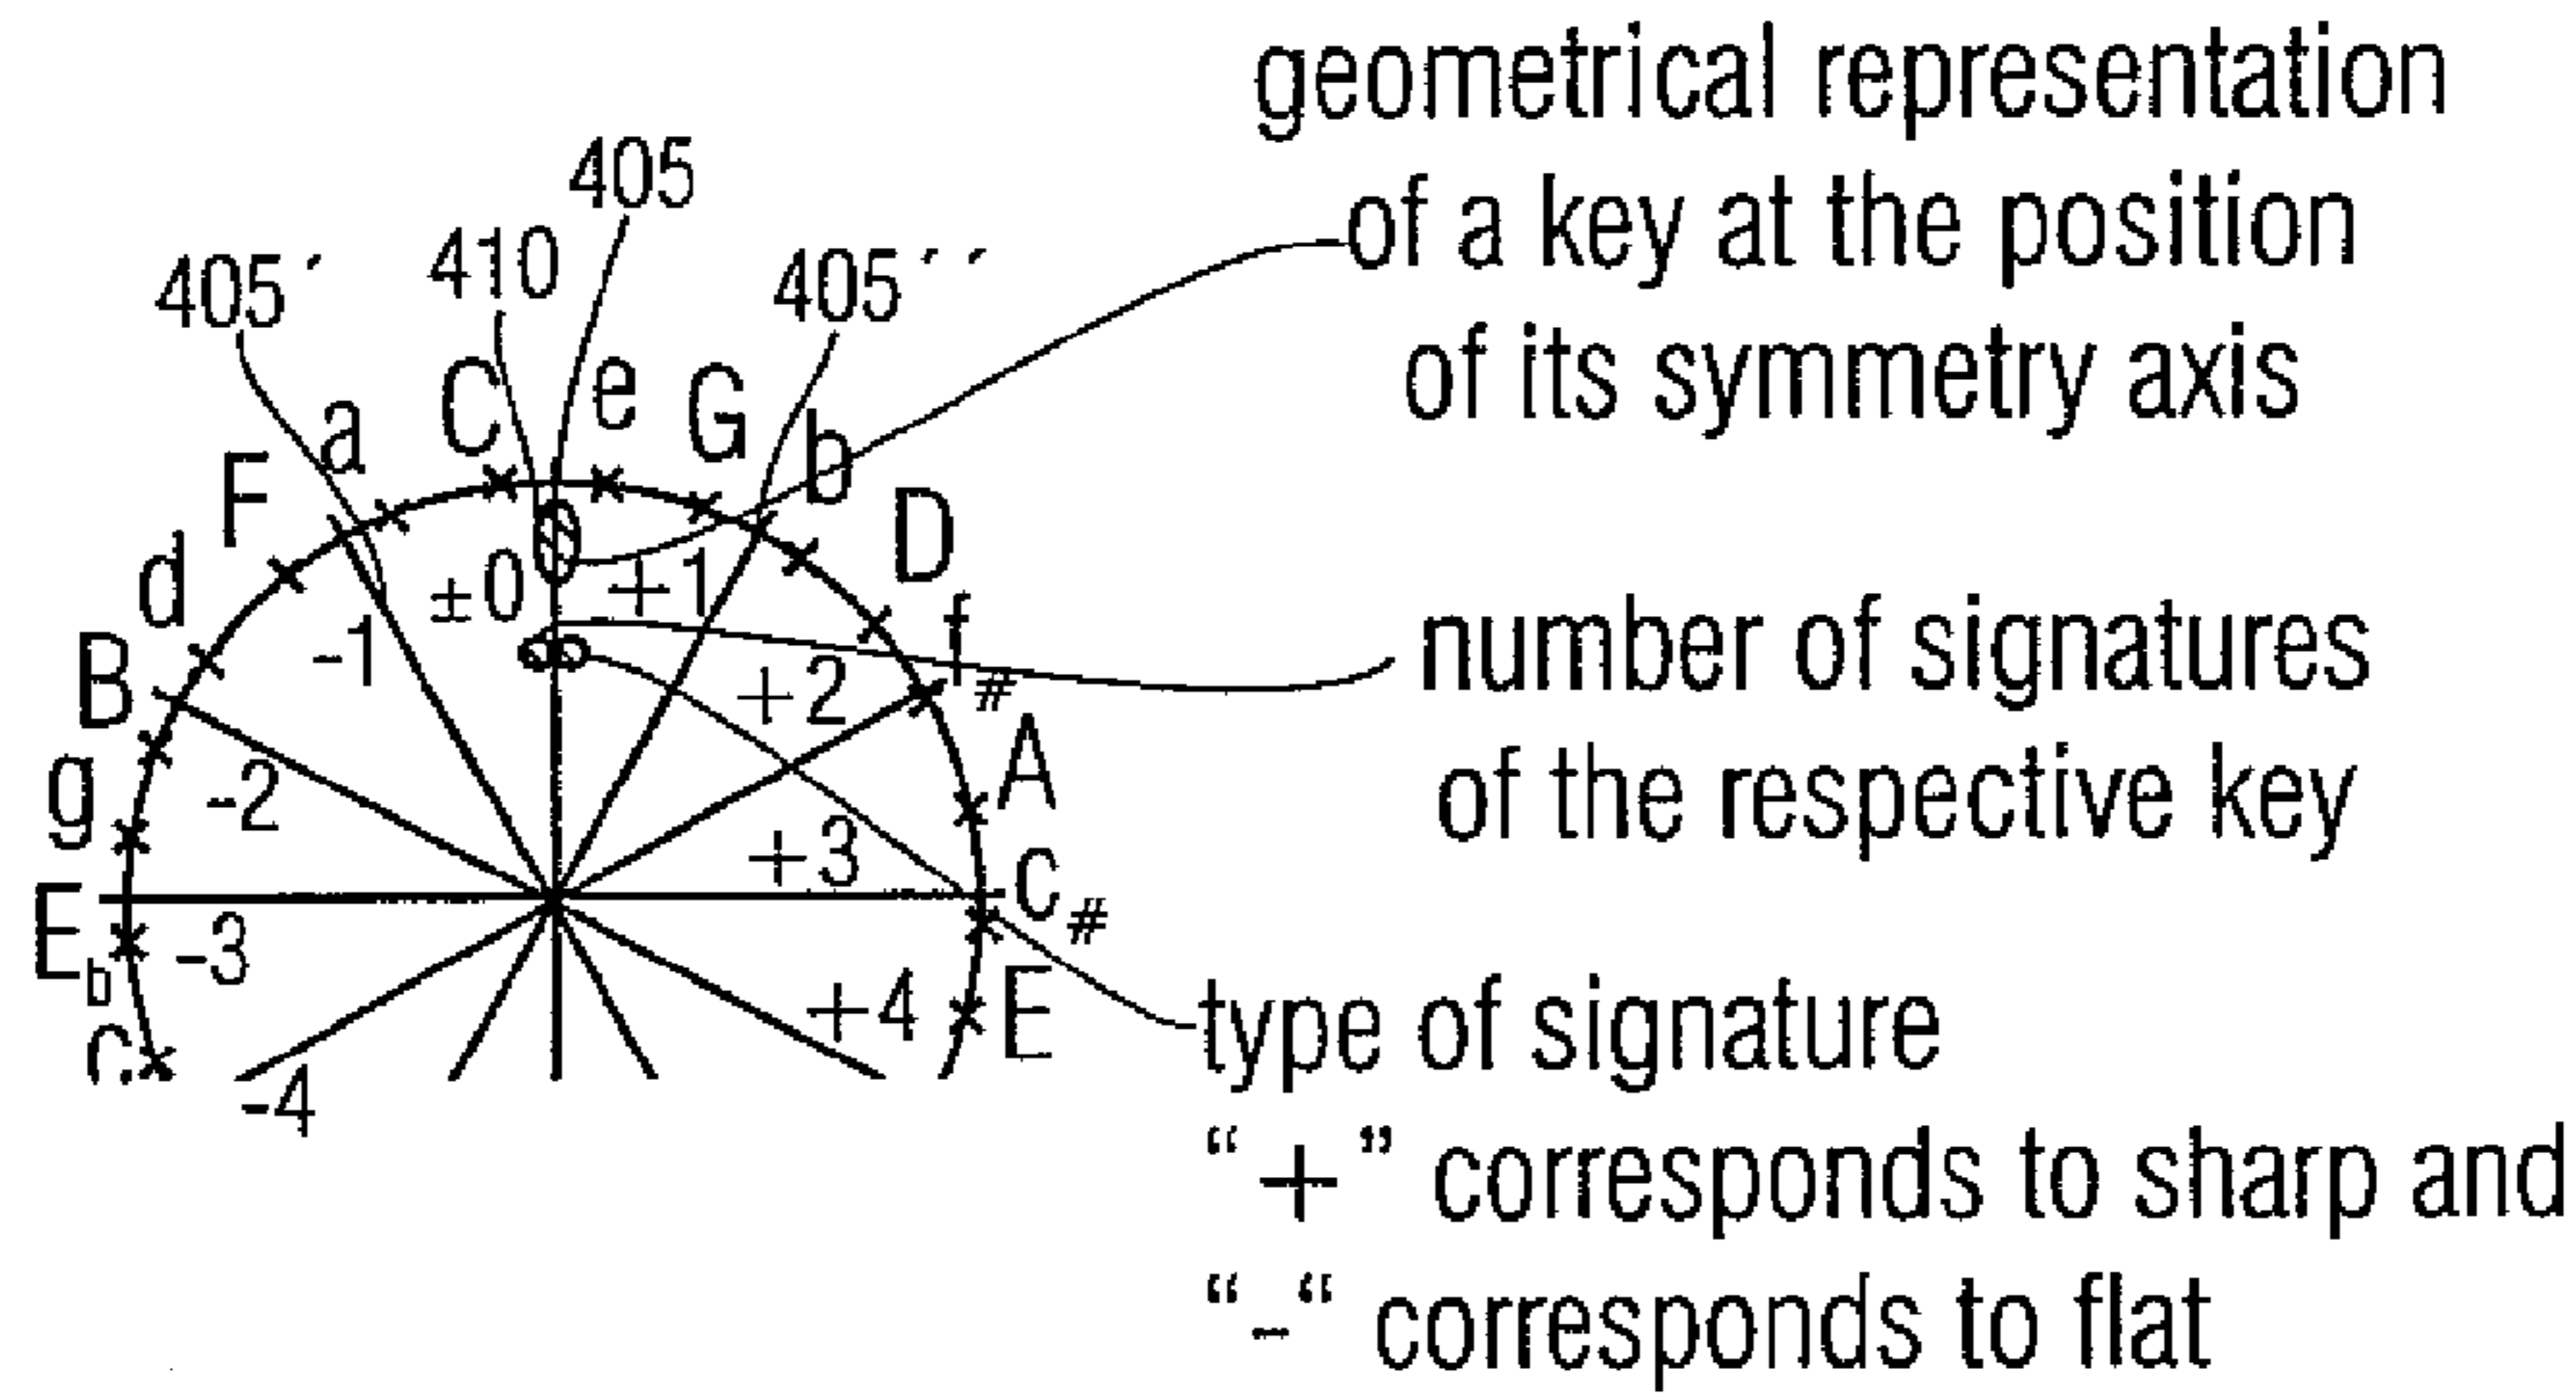 geometrical representation
of a key at the position
of its symmetry axis
405
410
405´
405´´
C
e
G
a
b
F
D
d
±0
+1
f#
-1
B
+2
A
g
-2
+3
c#
Eb
-3
+4
E
c
-4
number of signatures
of the respective key
type of signature
“+” corresponds to sharp and
“-“ corresponds to flat